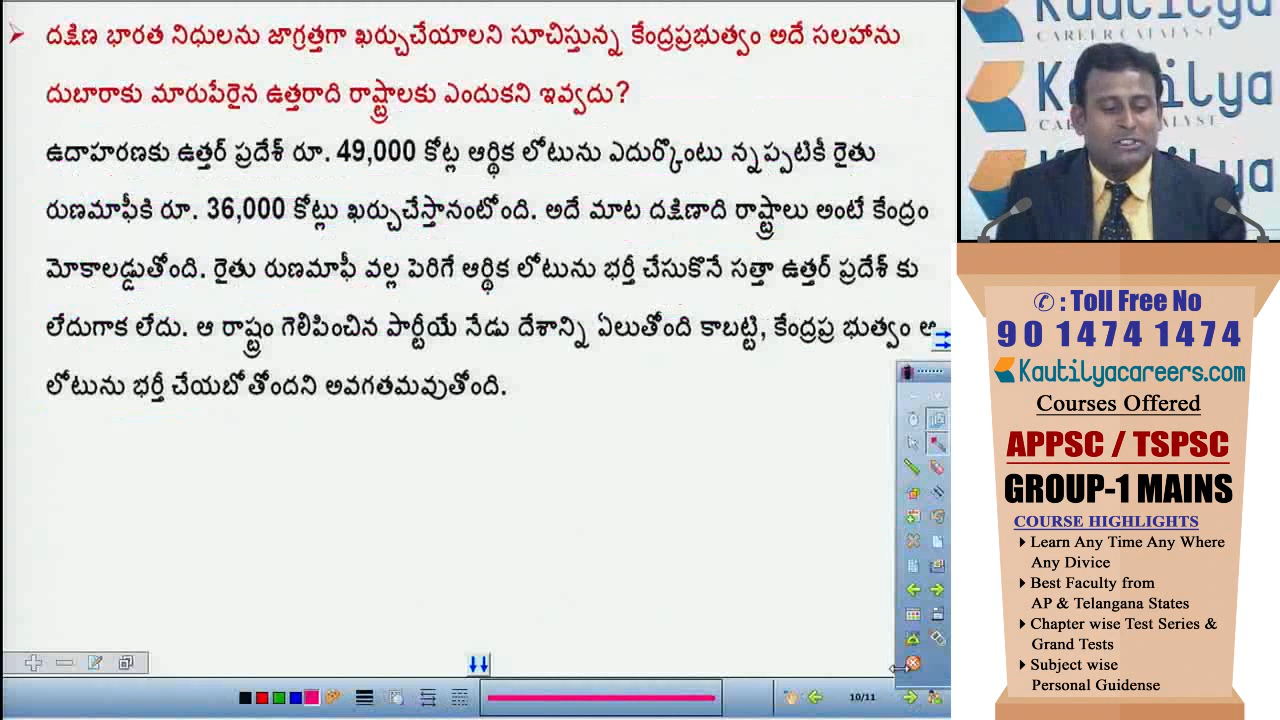 దక్షిణ భారత నిధులను జాగ్రత్తగా ఖర్చుచేయాలని సూచిస్తున్న కేంద్రప్రభుత్వం అదే సలహాను
దుబారాకు మారుపేరైన ఉత్తరాది రాష్ట్రాలకు ఎందుకని ఇవ్వదు?
ఉదాహరణకు ఉత్తర్ ప్రదేశ్ రూ. 49,000 కోట్ల ఆర్థిక లోటును ఎదుర్కొంటు న్నప్పటికీ రైతు
రుణమాఫీకి రూ. 36,000 కోట్లు ఖర్చుచేస్తానంటోంది. అదే మాట దక్షిణాది రాష్ట్రాలు అంటే కేంద్రం
మోకాలడ్డుతోంది. రైతు రుణమాఫీ వల్ల పెరిగే ఆర్థిక లోటును భర్తీ చేసుకొనే సత్తా ఉత్తర్ ప్రదేశ్ కు
లేదుగాక లేదు. ఆ రాష్ట్రం గెలిపించిన పార్టీయే నేడు దేశాన్ని ఏలుతోంది కాబట్టి, కేంద్రప్ర భుత్వం
లోటును భర్తీ చేయబో తోందని అవగతమవుతోంది.
10/11
Kautilya
CAREER CATALYST
Kautilya
✆ : Toll Free No
90 1474 1474
Kautilyacareers.com
Courses Offered
APPSC / TSPSC
GROUP-1 MAINS
COURSE HIGHLIGHTS
Learn Any Time Any Where
Any Divice
Best Faculty from
AP & Telangana States
Chapter wise Test Series &
Grand Tests
Subject wise
Personal Guidense